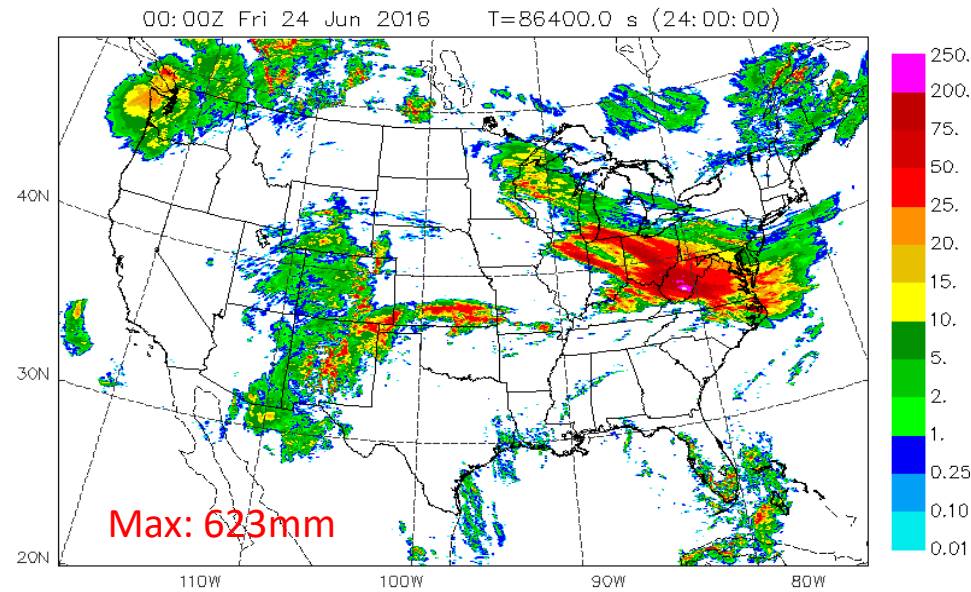 00:00Z Fri 24 Jun 2016 T=86400.0 s (24:00:00)
250.
200.
75.
50.
25.
20.
15.
10.
5.
2.
1.
0.25
0.10
0.01
40N
30N
20N
Max: 623mm
110W 100W 90W 80W